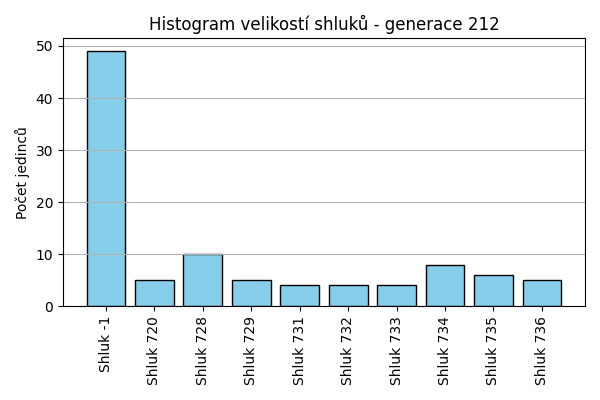 Histogram velikostí shluků - generace 212
Počet jedinců
50
40
30
20
10
0
Shluk -1
Shluk 720
Shluk 728
Shluk 729
Shluk 731
Shluk 732
Shluk 733
Shluk 734
Shluk 735
Shluk 736